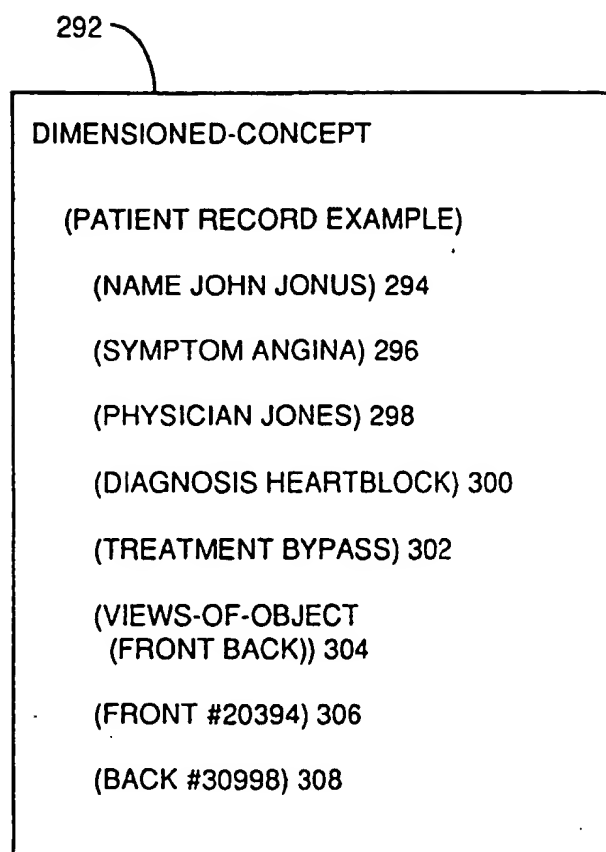 292
DIMENSIONED-CONCEPT
(PATIENT RECORD EXAMPLE)
(NAME JOHN JONUS) 294
(SYMPTOM ANGINA) 296
(PHYSICIAN JONES) 298
(DIAGNOSIS HEARTBLOCK) 300
(TREATMENT BYPASS) 302
(VIEWS-OF-OBJECT
(FRONT BACK)) 304
(FRONT #20394) 306
(BACK #30998) 308